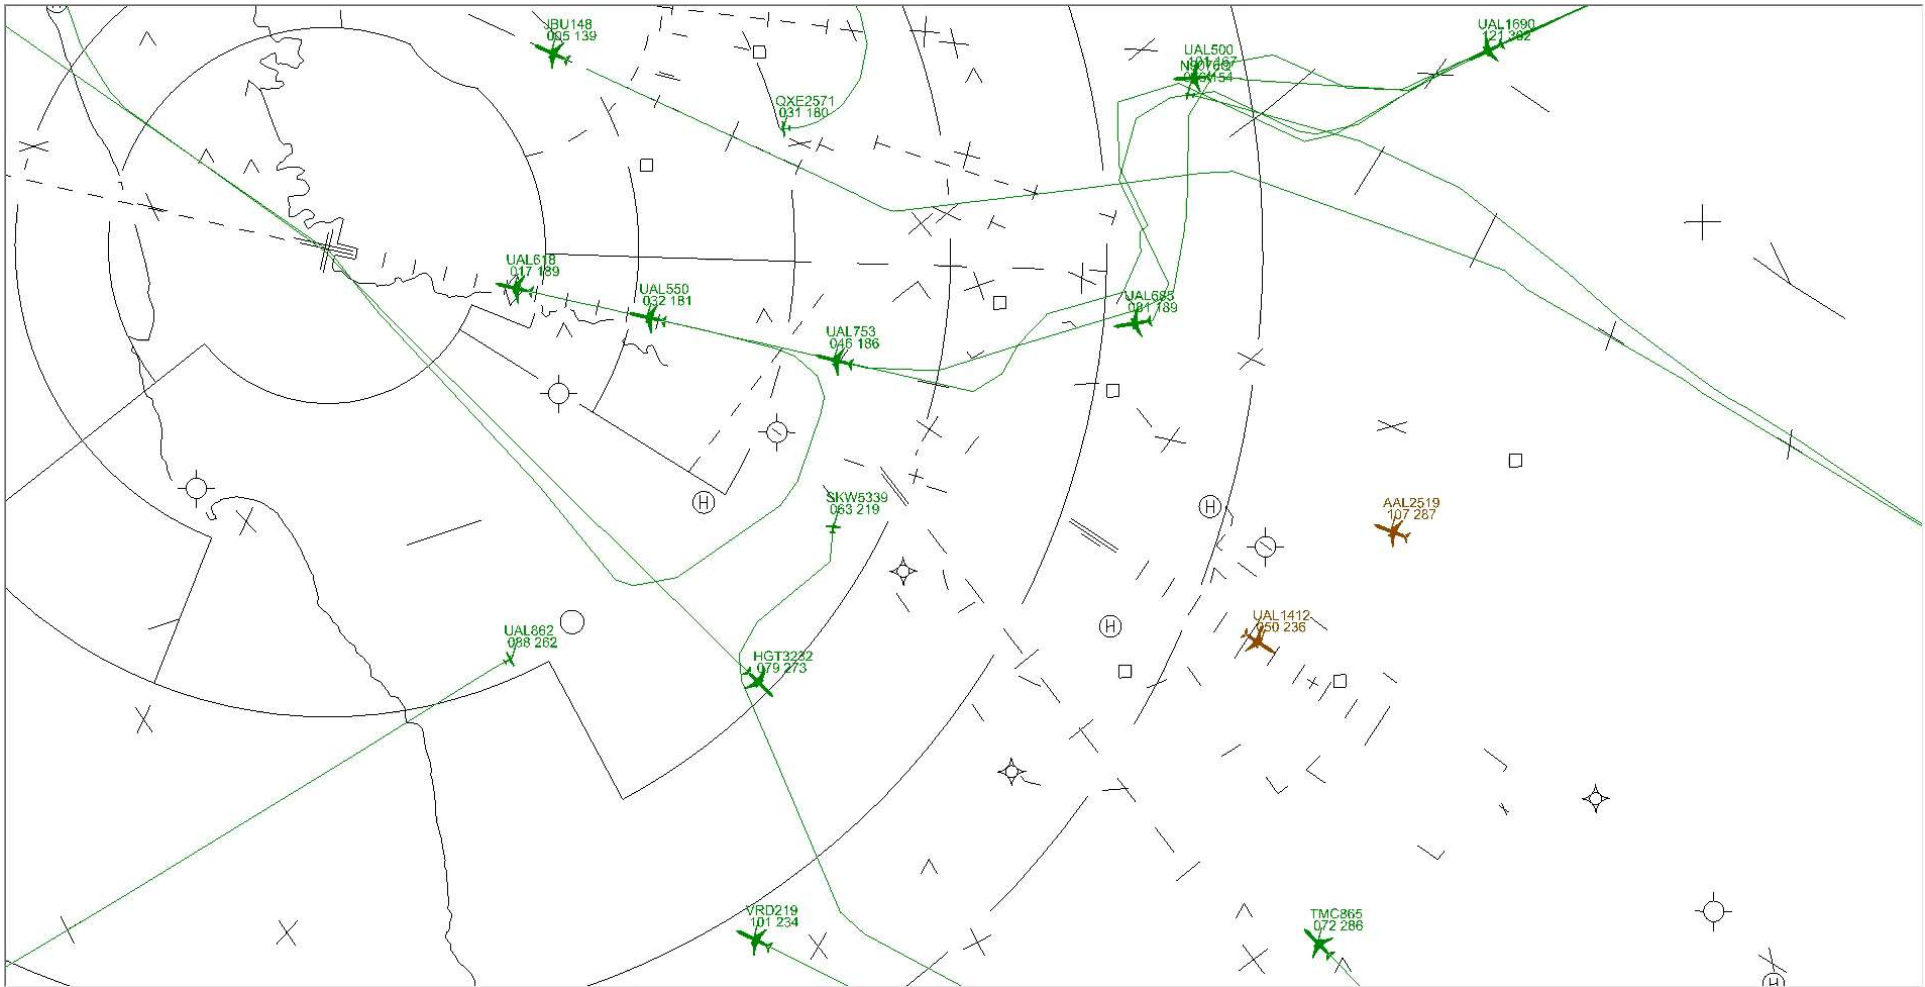 JBU148
005 139
UAL1690
121 302
UAL500
QXE2571
031 180
UAL618
017 189
UAL550
032 181
UAL685
081 189
UAL753
046 186
SKW5339
063 219
AAL2519
107 287
UAL1412
050 236
UAL862
088 262
HGT3232
079 273
VRD219
101 234
TMC865
072 286
H
H
H
H